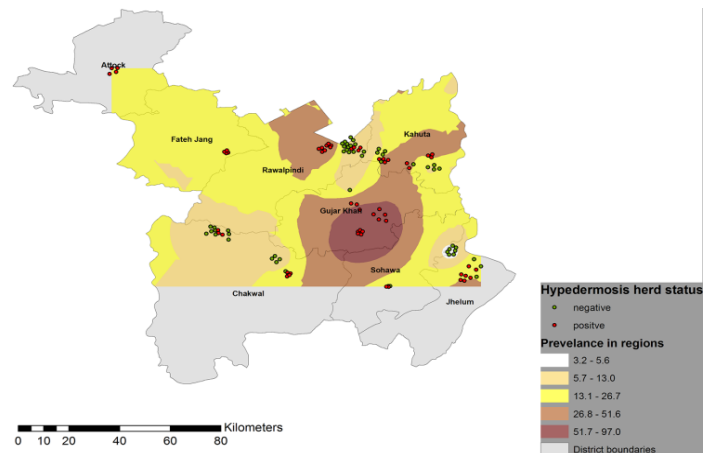 Attock
Fateh Jang
Kahuta
Rawalpindi
Gujar Khan
Sohawa
Chakwal
Jhelum
Hypedermosis herd status
negative
positve
Prevelance in regions
3.2 - 5.6
5.7 - 13.0
13.1 - 26.7
26.8 - 51.6
51.7 - 97.0
District boundaries
Kilometers
0 10 20 40 60 80